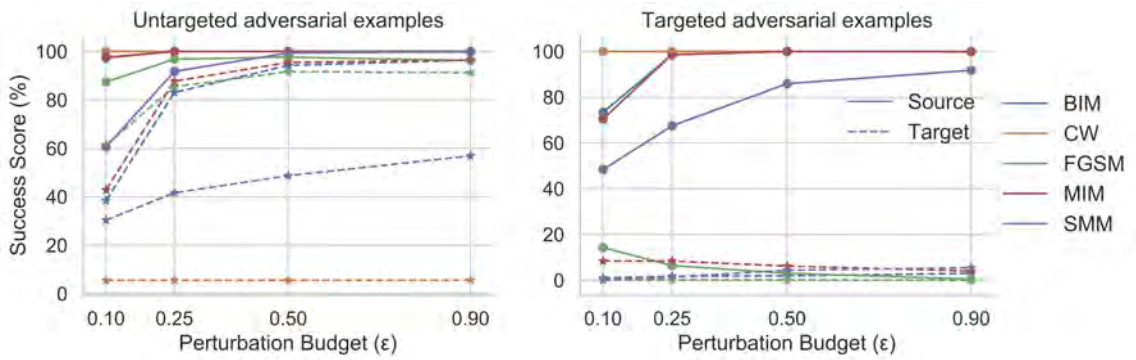 Untargeted adversarial examples
Success Score (%)
100
80
60
40
20
0
0.10 0.25 0.50 0.90
Perturbation Budget (ε)
Targeted adversarial examples
100
80
60
40
20
0
0.10 0.25 0.50 0.90
Perturbation Budget (ε)
Source
Target
BIM
CW
FGSM
MIM
SMM